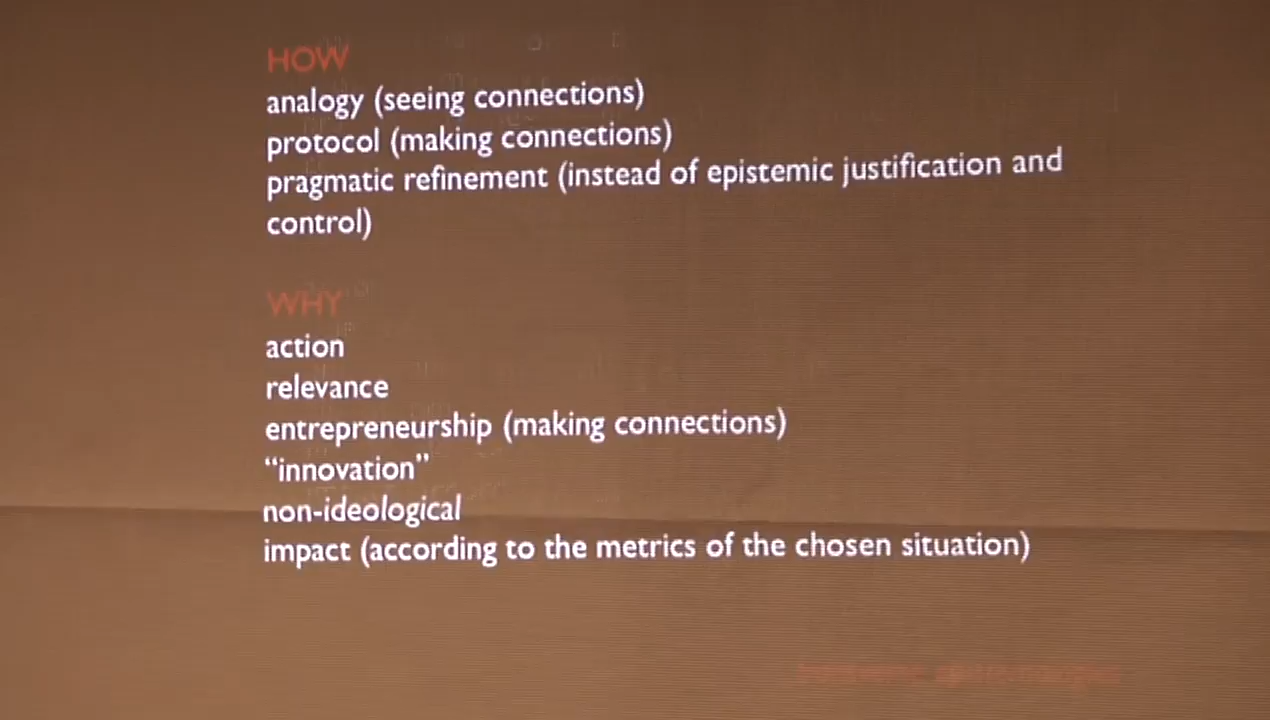 HOW
analogy (seeing connections)
protocol (making connections)
pragmatic refinement (instead of epistemic justification and
control)
WHY
action
relevance
entrepreneurship (making connections)
“innovation”
non-ideological
impact (according to the metrics of the chosen situation)